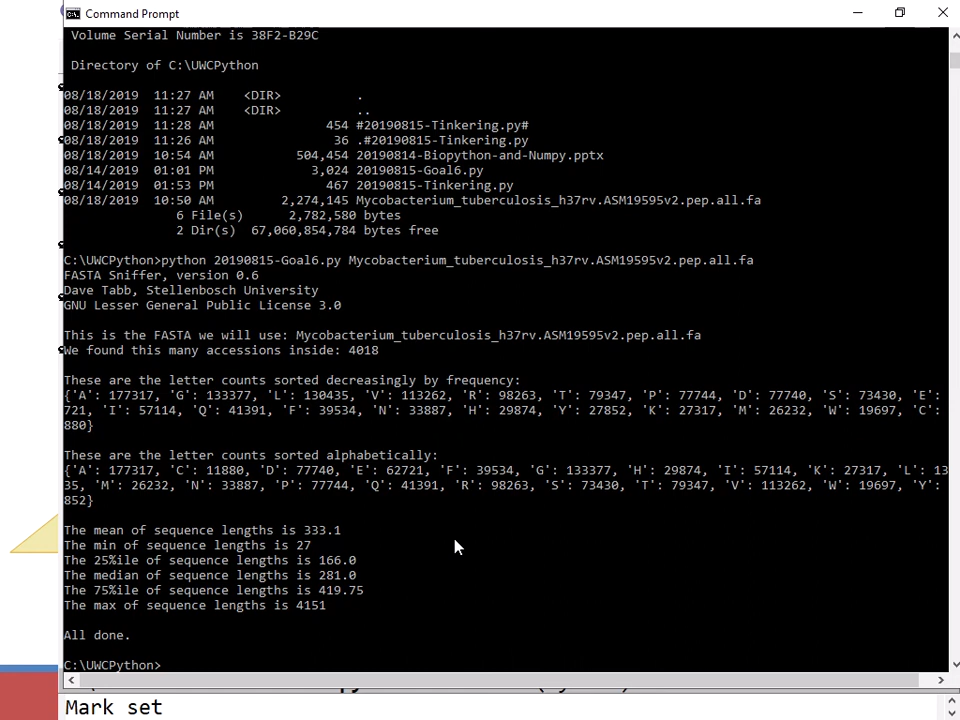 Command Prompt
Volume Serial Number is 38F2-B29C
Directory of C:\UWCPython
08/18/2019 11:27 AM <DIR> .
08/18/2019 11:27 AM <DIR> ..
08/18/2019 11:28 AM 454 #20190815-Tinkering.py#
08/18/2019 11:26 AM 36 .#20190815-Tinkering.py
08/18/2019 10:54 AM 504,454 20190814-Biopython-and-Numpy.pptx
08/14/2019 01:01 PM 3,024 20190815-Goal6.py
08/14/2019 01:53 PM 467 20190815-Tinkering.py
08/18/2019 10:50 AM 2,274,145 Mycobacterium_tuberculosis_h37rv.ASM19595v2.pep.all.fa
6 File(s) 2,782,580 bytes
2 Dir(s) 67,060,854,784 bytes free
C:\UWCPython>python 20190815-Goal6.py Mycobacterium_tuberculosis_h37rv.ASM19595v2.pep.all.fa
FASTA Sniffer, version 0.6
Dave Tabb, Stellenbosch University
GNU Lesser General Public License 3.0
This is the FASTA we will use: Mycobacterium_tuberculosis_h37rv.ASM19595v2.pep.all.fa
We found this many accessions inside: 4018
These are the letter counts sorted decreasingly by frequency:
{'A': 177317, 'G': 133377, 'L': 130435, 'V': 113262, 'R': 98263, 'T': 79347, 'P': 77744, 'D': 77740, 'S': 73430, 'E':
721, 'I': 57114, 'Q': 41391, 'F': 39534, 'N': 33887, 'H': 29874, 'Y': 27852, 'K': 27317, 'M': 26232, 'W': 19697, 'C':
880}
These are the letter counts sorted alphabetically:
{'A': 177317, 'C': 11880, 'D': 77740, 'E': 62721, 'F': 39534, 'G': 133377, 'H': 29874, 'I': 57114, 'K': 27317, 'L': 13
35, 'M': 26232, 'N': 33887, 'P': 77744, 'Q': 41391, 'R': 98263, 'S': 73430, 'T': 79347, 'V': 113262, 'W': 19697, 'Y':
852}
The mean of sequence lengths is 333.1
The min of sequence lengths is 27
The 25%ile of sequence lengths is 166.0
The median of sequence lengths is 281.0
The 75%ile of sequence lengths is 419.75
The max of sequence lengths is 4151
All done.
C:\UWCPython>
Mark set